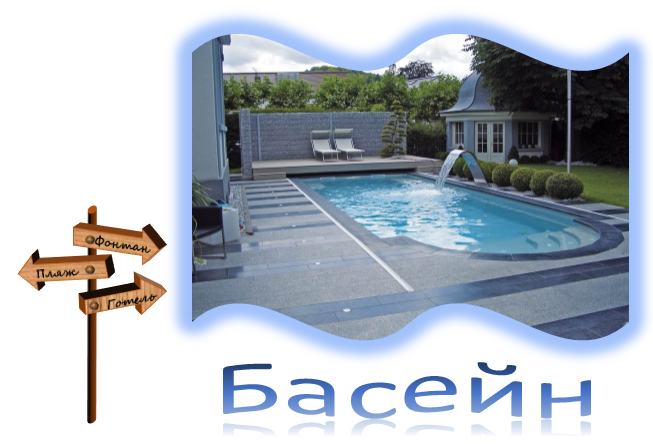 Фонтан
Пляж
Готель
Басейн